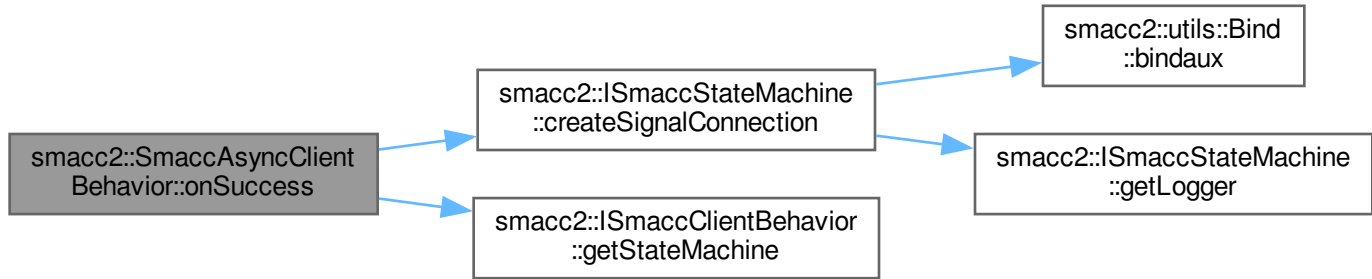 smacc2::SmaccAsyncClient
Behavior::onSuccess
smacc2::ISmaccStateMachine
::createSignalConnection
smacc2::ISmaccClientBehavior
::getStateMachine
smacc2::utils::Bind
::bindaux
smacc2::ISmaccStateMachine
::getLogger